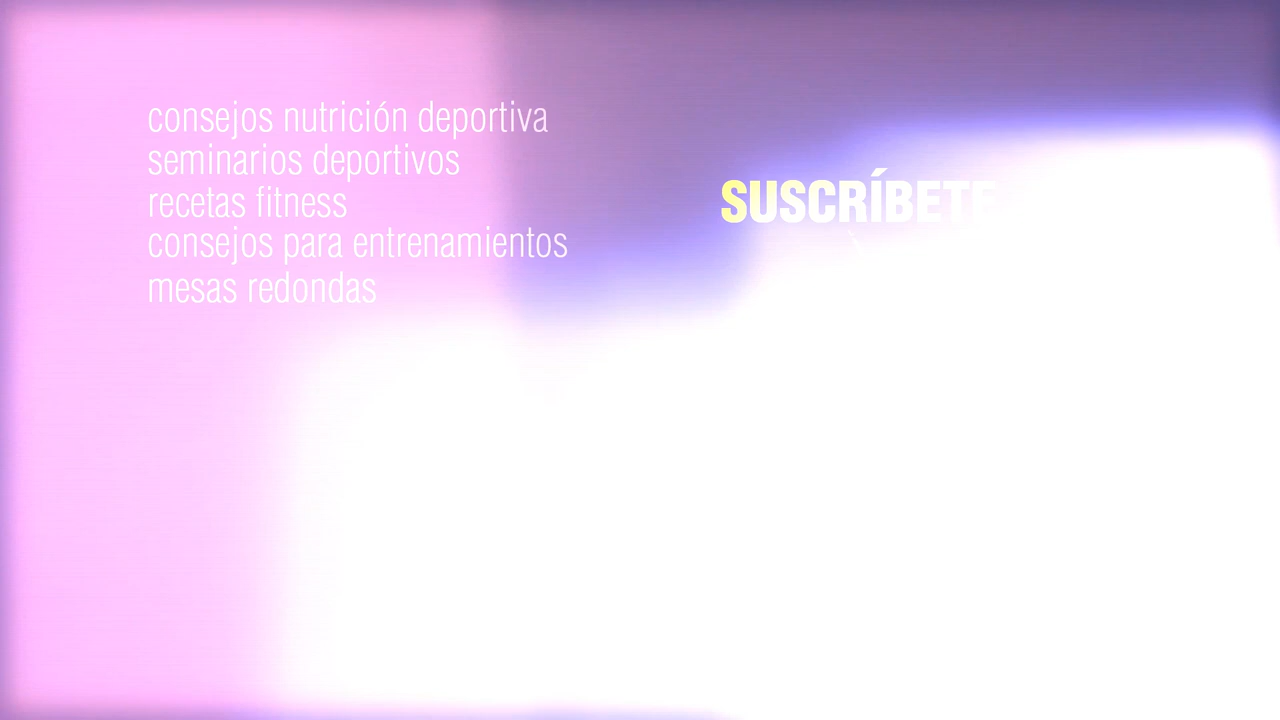 consejos nutrición deportiva
seminarios deportivos
recetas fitness
consejos para entrenamientos
mesas redondas
SUSCRÍBETE